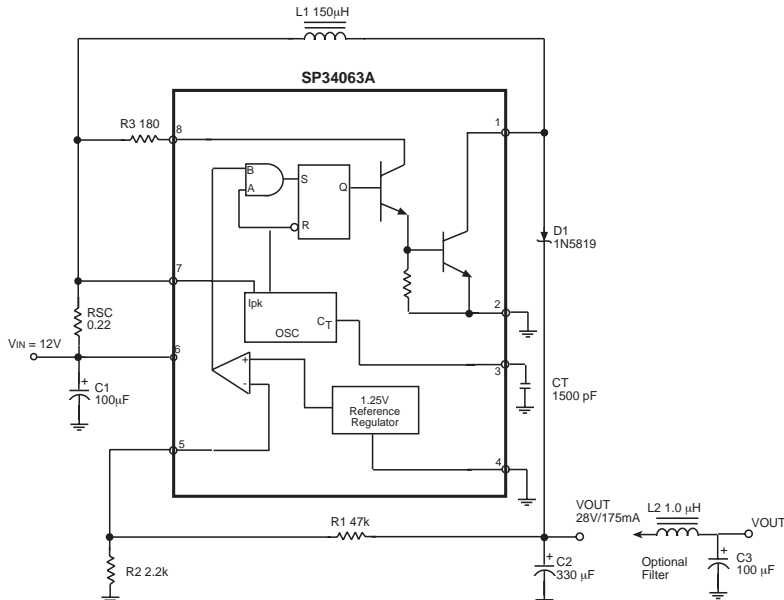 L1 150μH
SP34063A
R3 180
8
1
B
A
S
Q
R
D1
1N5819
7
Ipk
CT
OSC
2
RSC
0.22
VIN = 12V
6
+
C1
100μF
3
CT
1500 pF
+
-
1.25V
Reference
Regulator
5
4
VOUT
28V/175mA
L2 1.0 μH
VOUT
R1 47k
Optional
Filter
+
C2
330 μF
+
C3
100 μF
R2 2.2k